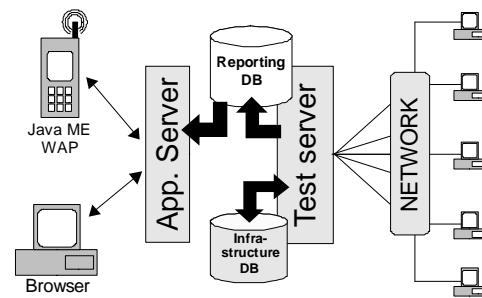 Java ME
WAP
Browser
App. Server
Reporting
DB
Infra-
structure
DB
Test server
NETWORK